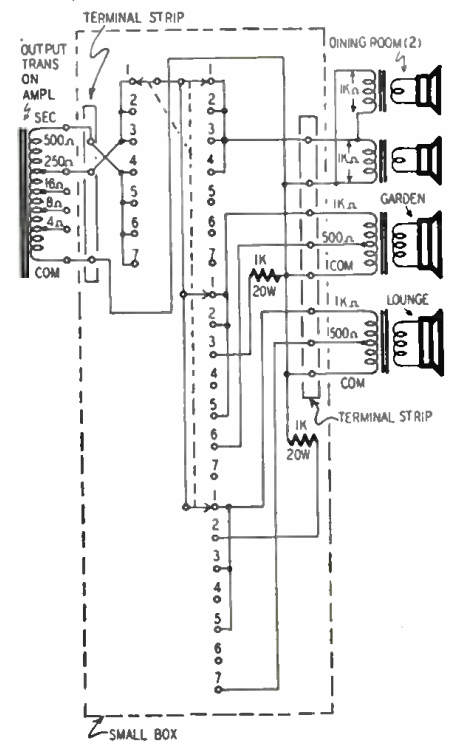 TERMINAL STRIP
OUTPUT
TRANS
ON
AMPL
SEC
500Ω
250Ω
16Ω
8Ω
4Ω
COM
1
2
3
4
5
6
7
1
2
3
4
5
6
7
1
2
3
4
5
6
7
1
2
3
4
5
6
7
DINING ROOM (2)
1KΩ
1KΩ
GARDEN
1KΩ
500Ω
COM
1K
20W
LOUNGE
1KΩ
500Ω
COM
TERMINAL STRIP
1K
20W
SMALL BOX